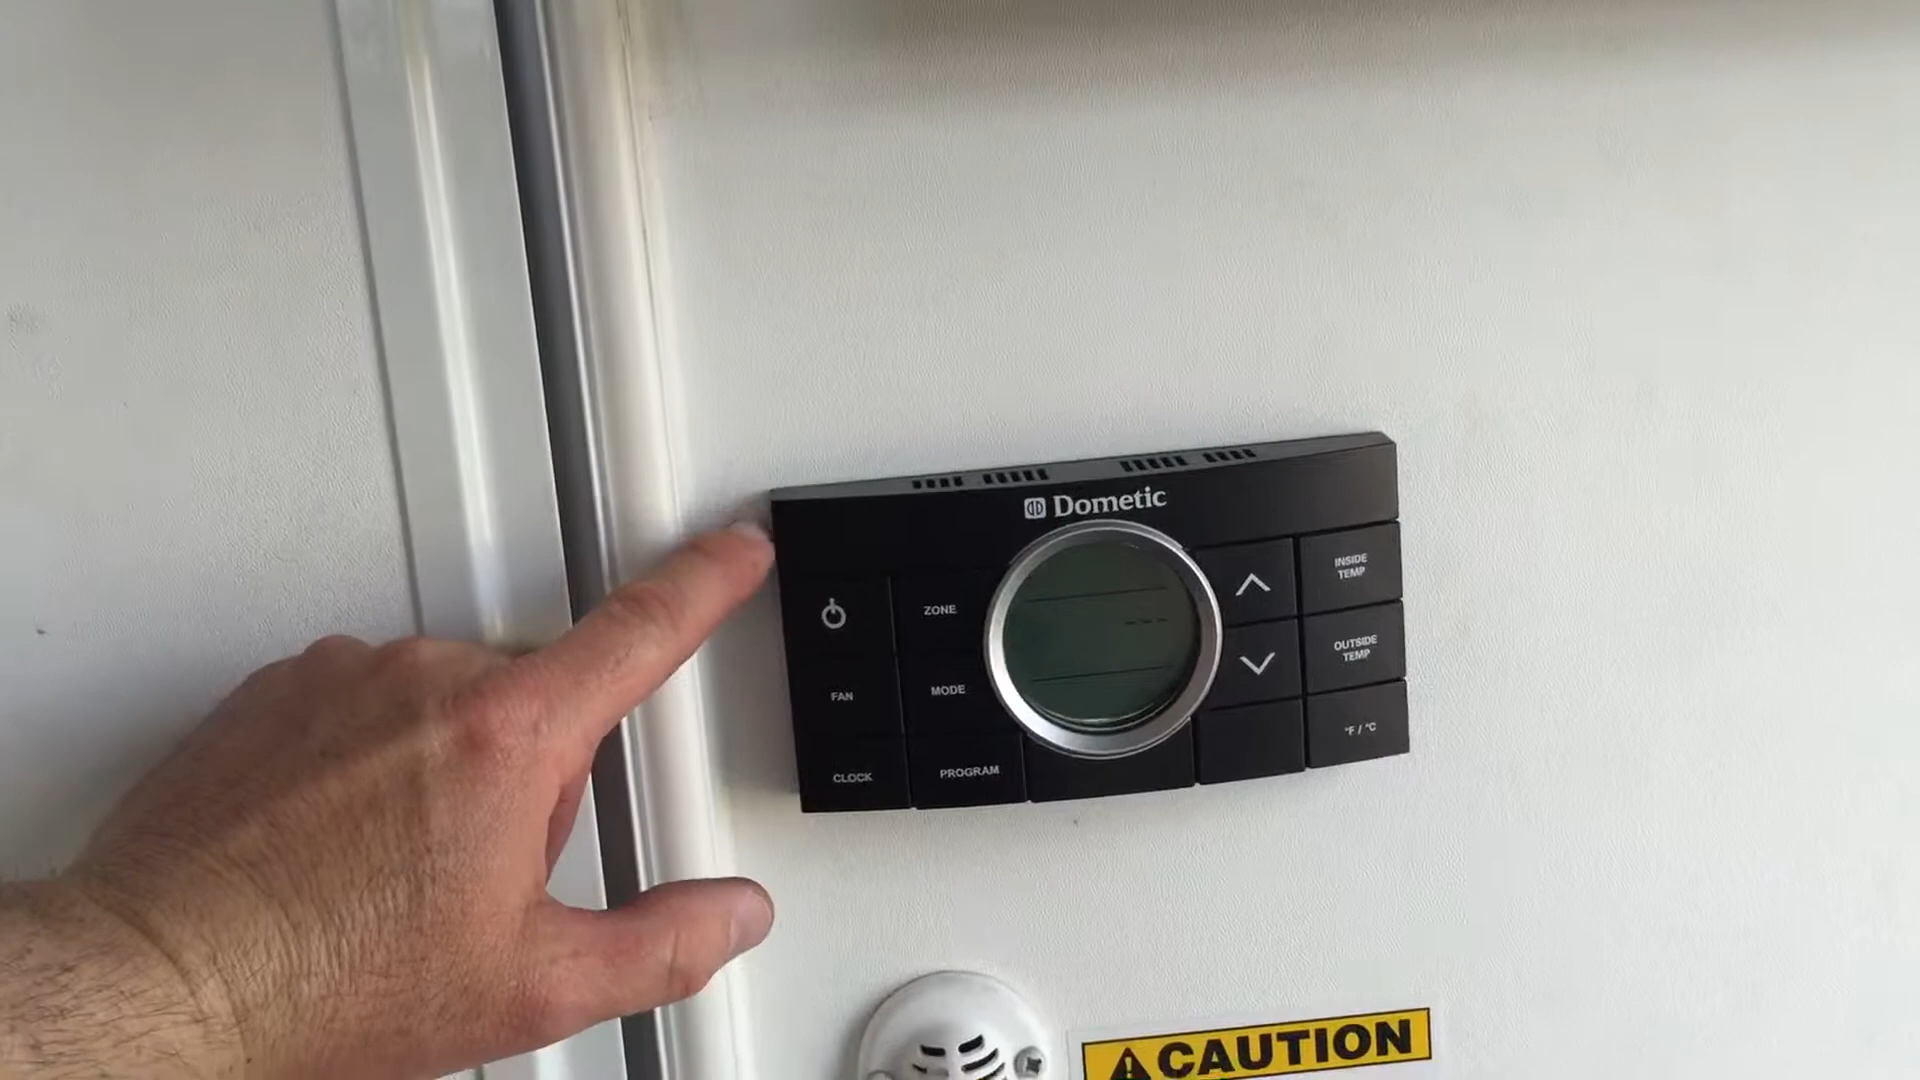 Dometic
ZONE
INSIDE
TEMP
FAN
MODE
OUTSIDE
TEMP
CLOCK
PROGRAM
°F / °C
CAUTION